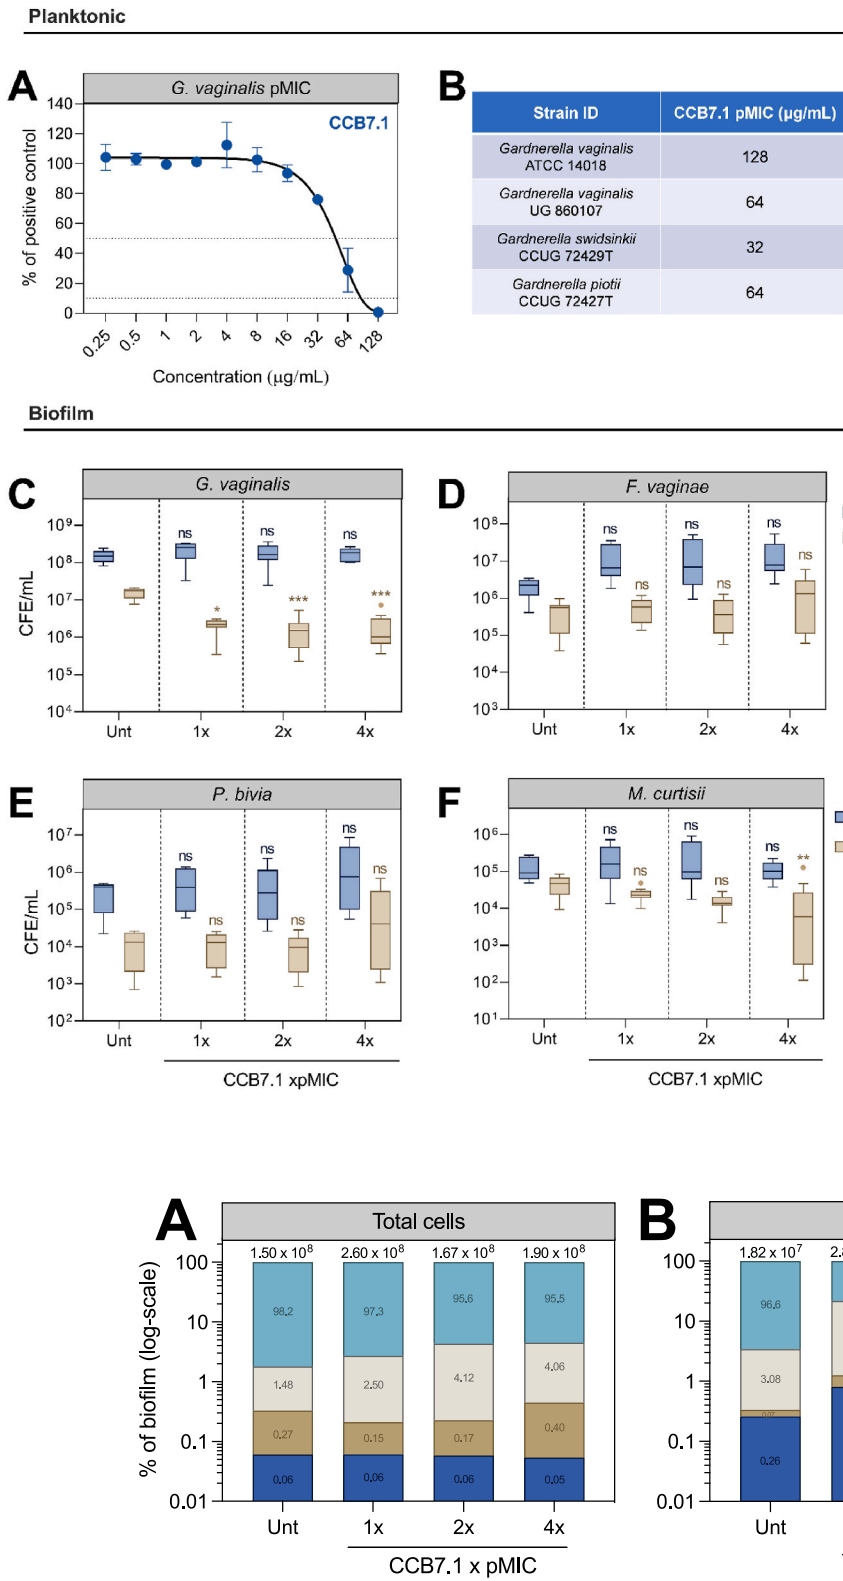 Planktonic
A
G. vaginalis pMIC
CCB7.1
% of positive control
140
120
100
80
60
40
20
0
0.25 0.5 1 2 4 8 16 32 64 128
Concentration (µg/mL)
B
Strain ID CCB7.1 pMIC (µg/mL)
Gardnerella vaginalis
ATCC 14018
128
Gardnerella vaginalis
UG 860107
64
Gardnerella swidsinkii
CCUG 72429T
32
Gardnerella piotii
CCUG 72427T
64
Biofilm
C
G. vaginalis
CFE/mL
10⁹
10⁸
10⁷
10⁶
10⁵
10⁴
ns ns ns
* *** ***
Unt 1x 2x 4x
D
F. vaginae
10⁸
10⁷
10⁶
10⁵
10⁴
10³
ns ns ns
ns ns ns
Unt 1x 2x 4x
E
P. bivia
CFE/mL
10⁷
10⁶
10⁵
10⁴
10³
10²
ns ns ns
ns ns ns
Unt 1x 2x 4x
CCB7.1 xpMIC
F
M. curtisii
10⁶
10⁵
10⁴
10³
10²
10¹
ns ns ns
ns ns **
Unt 1x 2x 4x
CCB7.1 xpMIC
A
Total cells
% of biofilm (log-scale)
1.50 x 10⁸ 2.60 x 10⁸ 1.67 x 10⁸ 1.90 x 10⁸
100
10
1
0.1
0.01
98.2 97.3 95.6 95.5
1.48 2.50 4.12 4.06
0.27 0.15 0.17 0.40
0.06 0.06 0.06 0.05
Unt 1x 2x 4x
CCB7.1 x pMIC
B
1.82 x 10⁷ 2.8
100
10
1
0.1
0.01
96.6
3.08
0.26
Unt